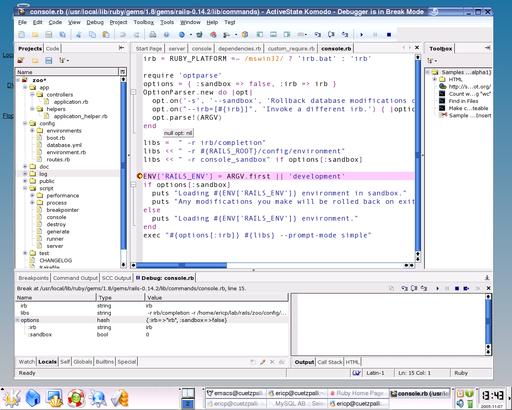 console.rb (/usr/local/lib/ruby/gems/1.8/gems/rails-0.14.2/lib/commands) - ActiveState Komodo - Debugger is in Break Mode
File Edit Code Debug View Project Toolbox Tools Window Help Test
Projects Code
Name
zoo*
app
controllers
application.rb
helpers
application_helper.rb
config
environments
boot.rb
database.yml
environment.rb
routes.rb
doc
log
script
performance
process
breakpointer
console
destroy
generate
runner
server
test
CHANGELOG
Rakefile
Start Page server console dependencies.rb custom_require.rb console.rb
irb = RUBY_PLATFORM =~ /mswin32/ ? 'irb.bat' : 'irb'
require 'optparse'
options = { :sandbox => false, :irb => irb }
OptionParser.new do |opt|
opt.on('-s', '--sandbox', 'Rollback database modifications o
opt.on("--irb=[#{irb}]", 'Invoke a different irb.') { |opt
opt.parse!(ARGV)
end
null opt: nil
libs = " -r irb/completion"
libs << " -r #{RAILS_ROOT}/config/environment"
libs << " -r console_sandbox" if options[:sandbox]
ENV['RAILS_ENV'] = ARGV.first || 'development'
if options[:sandbox]
puts "Loading #{ENV['RAILS_ENV']} environment in sandbox."
puts "Any modifications you make will be rolled back on exit
else
puts "Loading #{ENV['RAILS_ENV']} environment."
end
exec "#{options[:irb]} #{libs} --prompt-mode simple"
Toolbox
Samples ...alpha1)
HTML
http://s...ot.org/
Count w..."wc"
Find in Files
Make c...teable
Sample ...Insert
Breakpoints Command Output SCC Output Debug: console.rb
Break at /usr/local/lib/ruby/gems/1.8/gems/rails-0.14.2/lib/commands/console.rb, line 15.
Name Type Value
irb string irb
libs string -r irb/completion -r /home/ericp/lab/rails/zoo/config/...
options hash {:irb=>"irb", :sandbox=>false}
:irb string irb
:sandbox bool 0
Watch Locals Self Globals Builtins Special
Output Call Stack HTML
Ready
Latin-1
Ln: 15 Col: 1
Ruby
emacs@cuetzpalli
ericp@cuetzpalli
Ruby Home Page
console.rb (/usr/
ericp@cuetzpalli
MySQL AB :: Se
ericp@cuetzpalli
ericp@cuetzpalli
13:43
2005-11-07